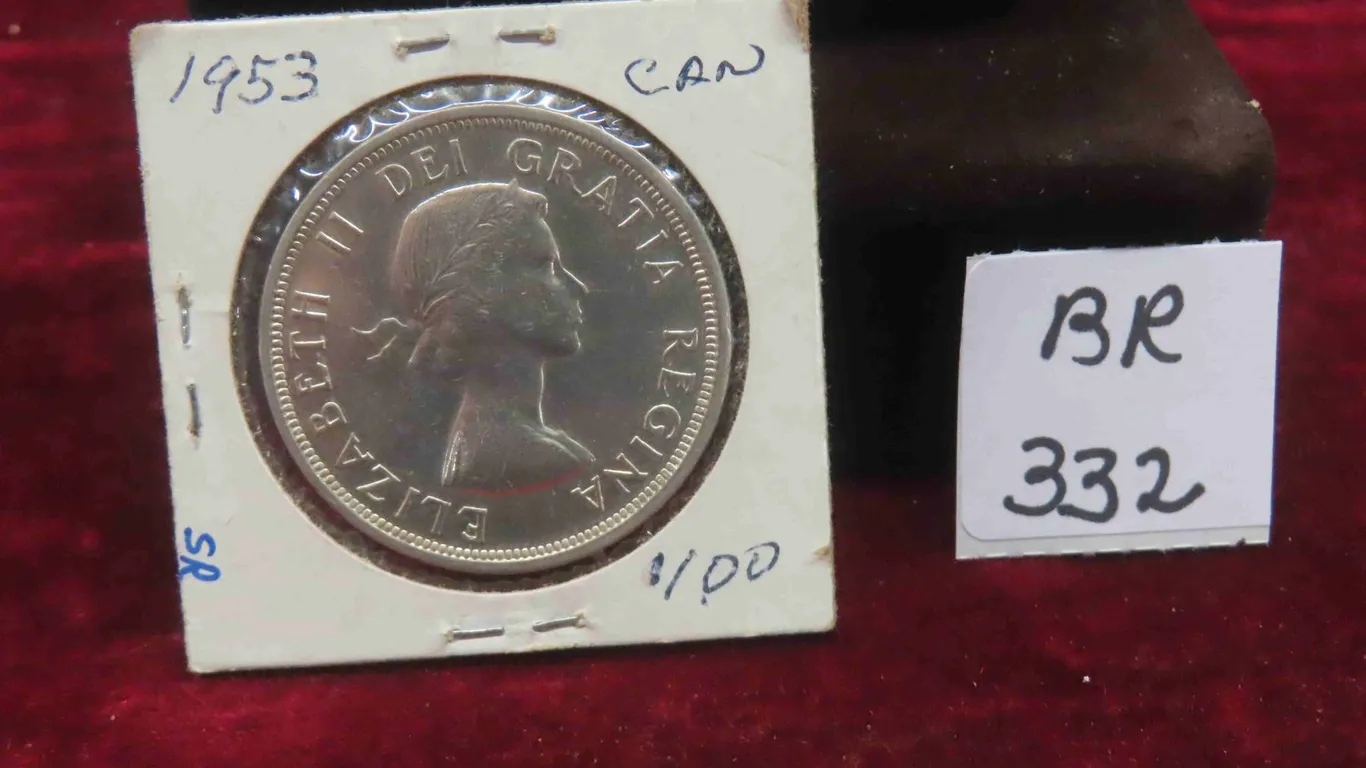 1953
CAN
ELIZABETH II DEI GRATIA REGINA
SR
1/00
BR
332